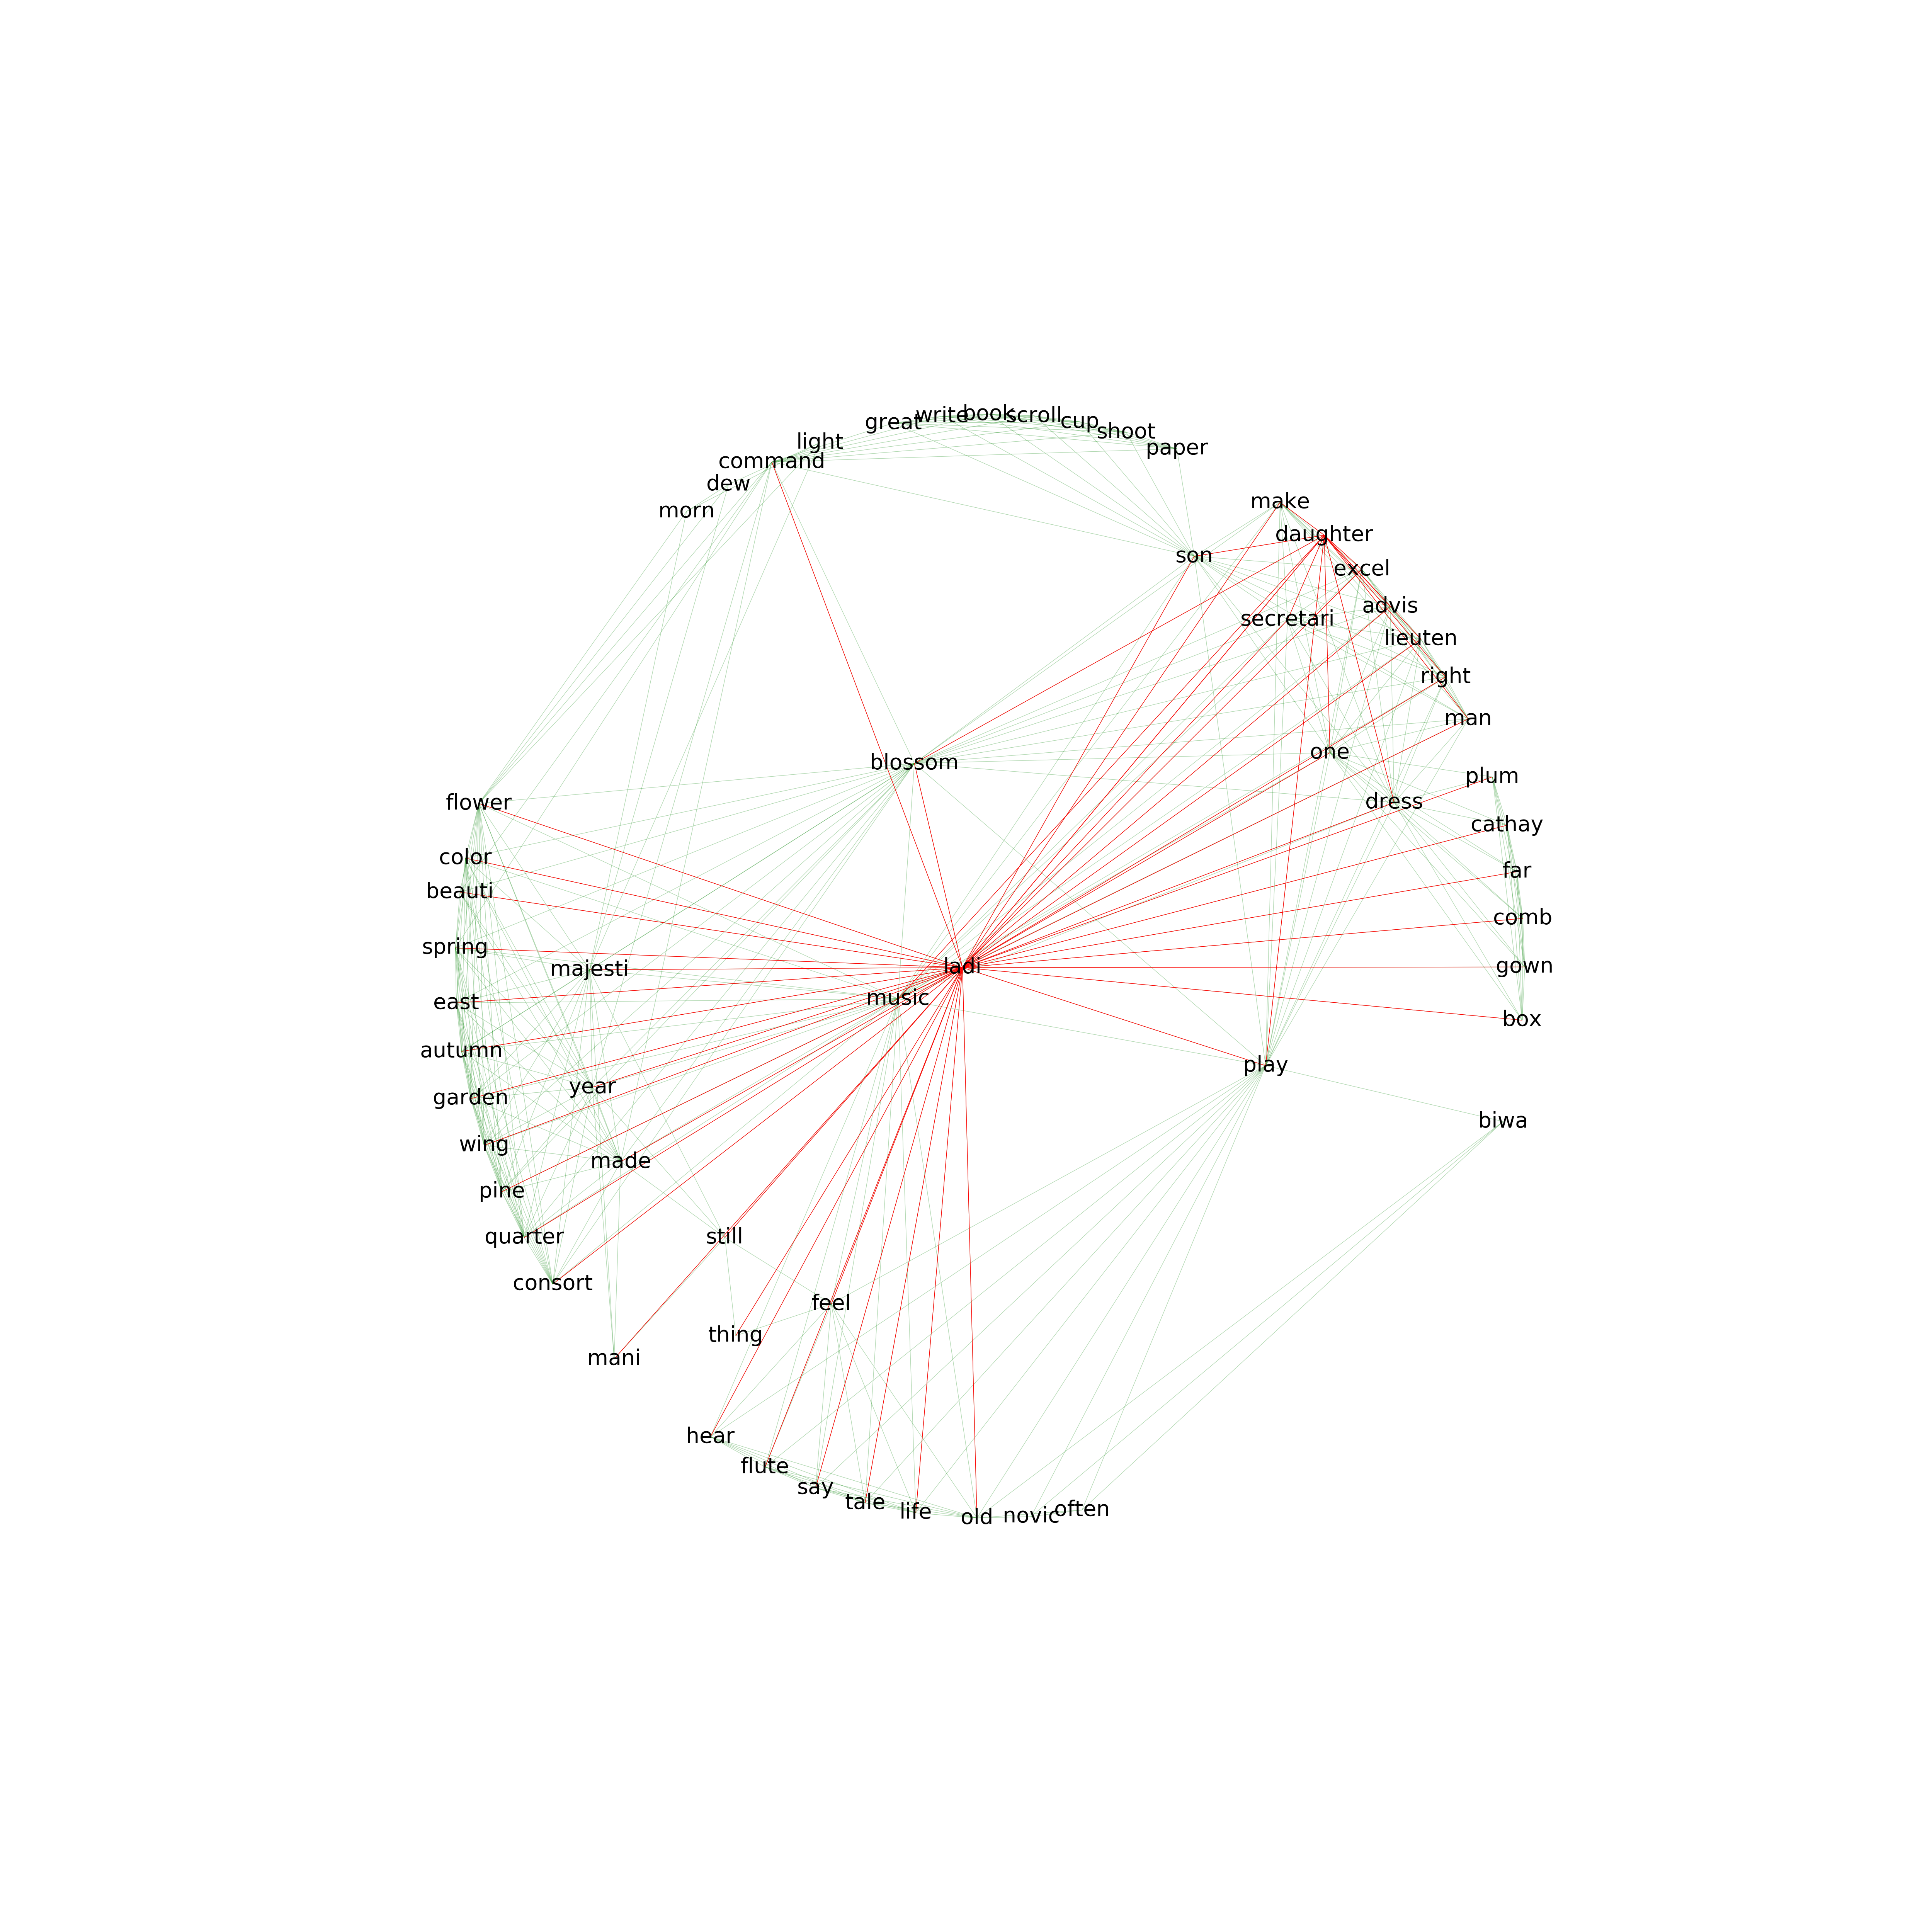 great
write
book
scroll
cup
shoot
paper
light
command
dew
morn
make
daughter
son
excel
advis
secretari
lieuten
right
man
one
blossom
plum
flower
dress
cathay
color
far
beauti
comb
spring
majesti
ladi
gown
east
music
box
autumn
play
year
garden
biwa
wing
made
pine
quarter
still
consort
feel
thing
mani
hear
flute
say
tale
life
old
novic
often